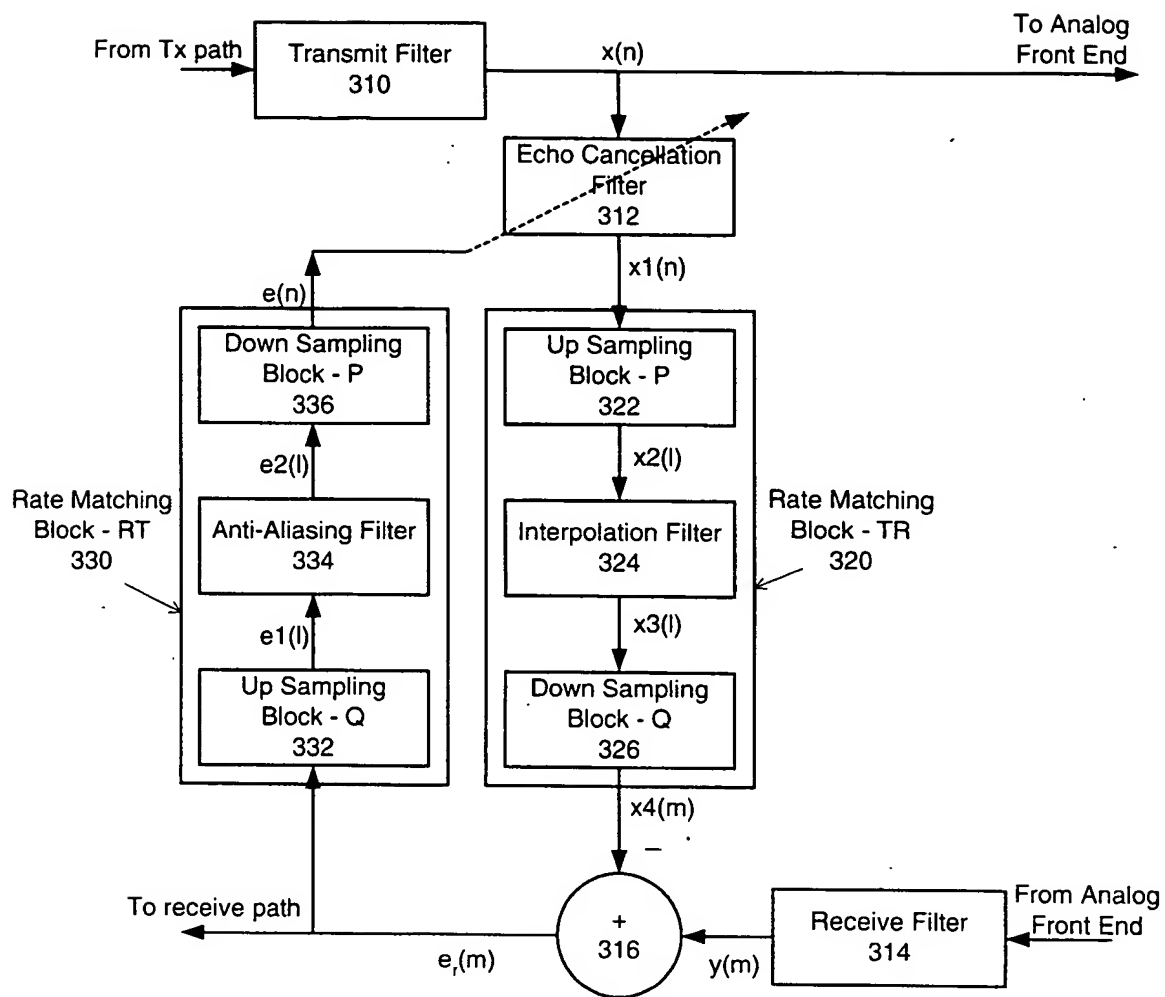 From Tx path
Transmit Filter
310
x(n)
To Analog
Front End
Echo Cancellation
Filter
312
x1(n)
e(n)
Down Sampling
Block - P
336
Up Sampling
Block - P
322
e2(l)
x2(l)
Rate Matching
Block - RT
330
Anti-Aliasing Filter
334
Interpolation Filter
324
Rate Matching
Block - TR
320
e1(l)
x3(l)
Up Sampling
Block - Q
332
Down Sampling
Block - Q
326
x4(m)
–
To receive path
e_r(m)
+
316
y(m)
Receive Filter
314
From Analog
Front End